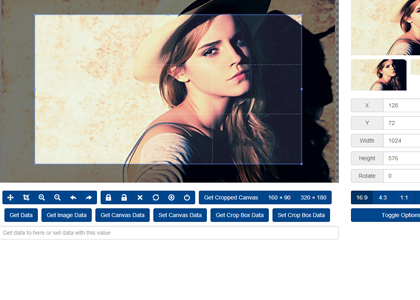 X 128
Y 72
Width 1024
Height 576
Rotate 0
Get Cropped Canvas 160 × 90 320 × 180 16:9 4:3 1:1
Get Data Get Image Data Get Canvas Data Set Canvas Data Get Crop Box Data Set Crop Box Data Toggle Options
Get data to here or set data with this value